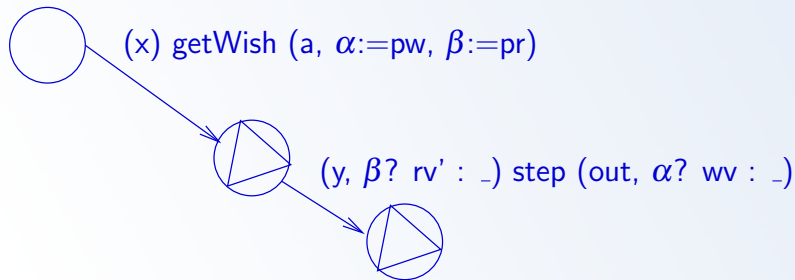 (x) getWish (a, α:=pw, β:=pr)
(y, β? rv' : _) step (out, α? wv : _)